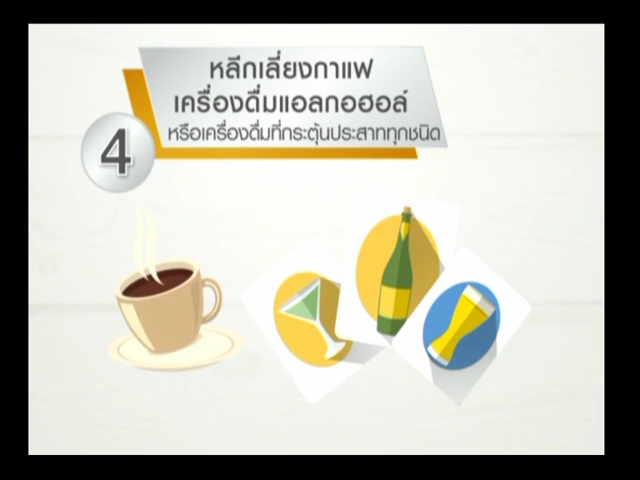 หลีกเลี่ยงกาแฟ
เครื่องดื่มแอลกอฮอล์
4
หรือเครื่องดื่มที่กระตุ้นประสาททุกชนิด